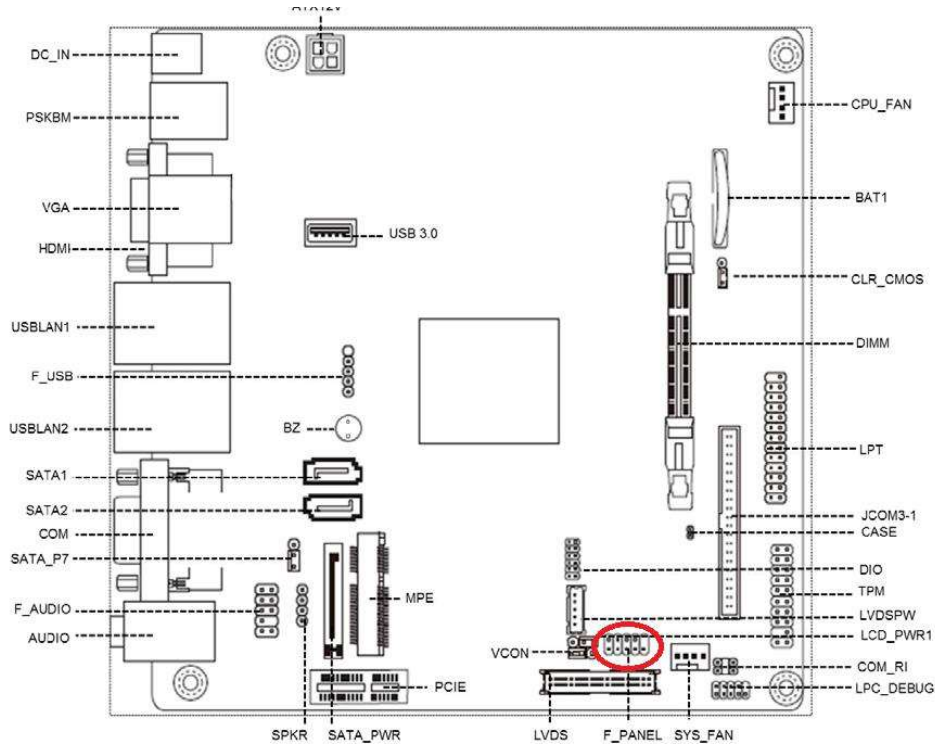 ATX12V
DC_IN
PSKBM
CPU_FAN
VGA
BAT1
USB 3.0
HDMI
CLR_CMOS
USBLAN1
DIMM
F_USB
USBLAN2
BZ
LPT
SATA1
SATA2
JCOM3-1
COM
CASE
SATA_P7
DIO
TPM
MPE
F_AUDIO
LVDSPW
AUDIO
LCD_PWR1
VCON
COM_RI
PCIE
LPC_DEBUG
SPKR
SATA_PWR
LVDS
F_PANEL
SYS_FAN